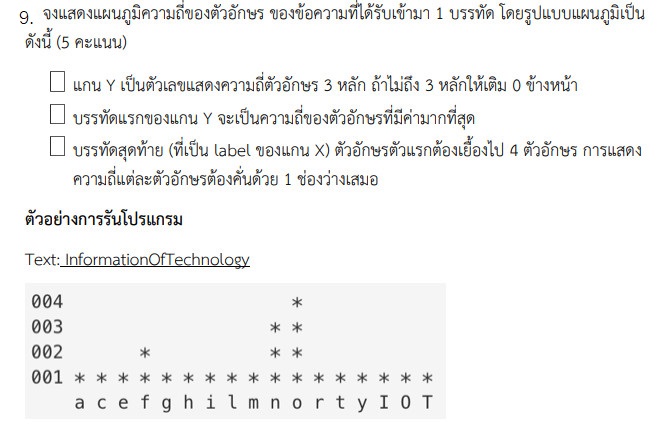 9. จงแสดงแผนภูมิความถี่ของตัวอักษร ของข้อความที่ได้รับเข้ามา 1 บรรทัด โดยรูปแบบแผนภูมิเป็น
ดังนี้ (5 คะแนน)
แกน Y เป็นตัวเลขแสดงความถี่ตัวอักษร 3 หลัก ถ้าไม่ถึง 3 หลักให้เติม 0 ข้างหน้า
บรรทัดแรกของแกน Y จะเป็นความถี่ของตัวอักษรที่มีค่ามากที่สุด
บรรทัดสุดท้าย (ที่เป็น label ของแกน X) ตัวอักษรตัวแรกต้องเยื้องไป 4 ตัวอักษร การแสดง
ความถี่แต่ละตัวอักษรต้องคั่นด้วย 1 ช่องว่างเสมอ
ตัวอย่างการรันโปรแกรม
Text: InformationOfTechnology
004                     *
003                   * *
002       *           * *
001 * * * * * * * * * * * * * * * * *
    a c e f g h i l m n o r t y I O T